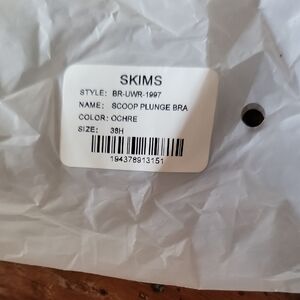 SKIMS
STYLE: BR-UWR-1997
NAME: SCOOP PLUNGE BRA
COLOR: OCHRE
SIZE: 38H
194378913151